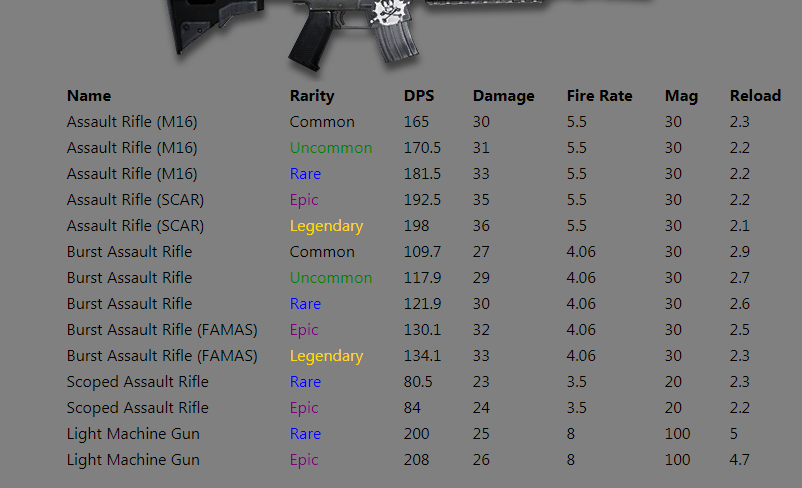 Name Rarity DPS Damage Fire Rate Mag Reload
Assault Rifle (M16) Common 165 30 5.5 30 2.3
Assault Rifle (M16) Uncommon 170.5 31 5.5 30 2.2
Assault Rifle (M16) Rare 181.5 33 5.5 30 2.2
Assault Rifle (SCAR) Epic 192.5 35 5.5 30 2.2
Assault Rifle (SCAR) Legendary 198 36 5.5 30 2.1
Burst Assault Rifle Common 109.7 27 4.06 30 2.9
Burst Assault Rifle Uncommon 117.9 29 4.06 30 2.7
Burst Assault Rifle Rare 121.9 30 4.06 30 2.6
Burst Assault Rifle (FAMAS) Epic 130.1 32 4.06 30 2.5
Burst Assault Rifle (FAMAS) Legendary 134.1 33 4.06 30 2.3
Scoped Assault Rifle Rare 80.5 23 3.5 20 2.3
Scoped Assault Rifle Epic 84 24 3.5 20 2.2
Light Machine Gun Rare 200 25 8 100 5
Light Machine Gun Epic 208 26 8 100 4.7